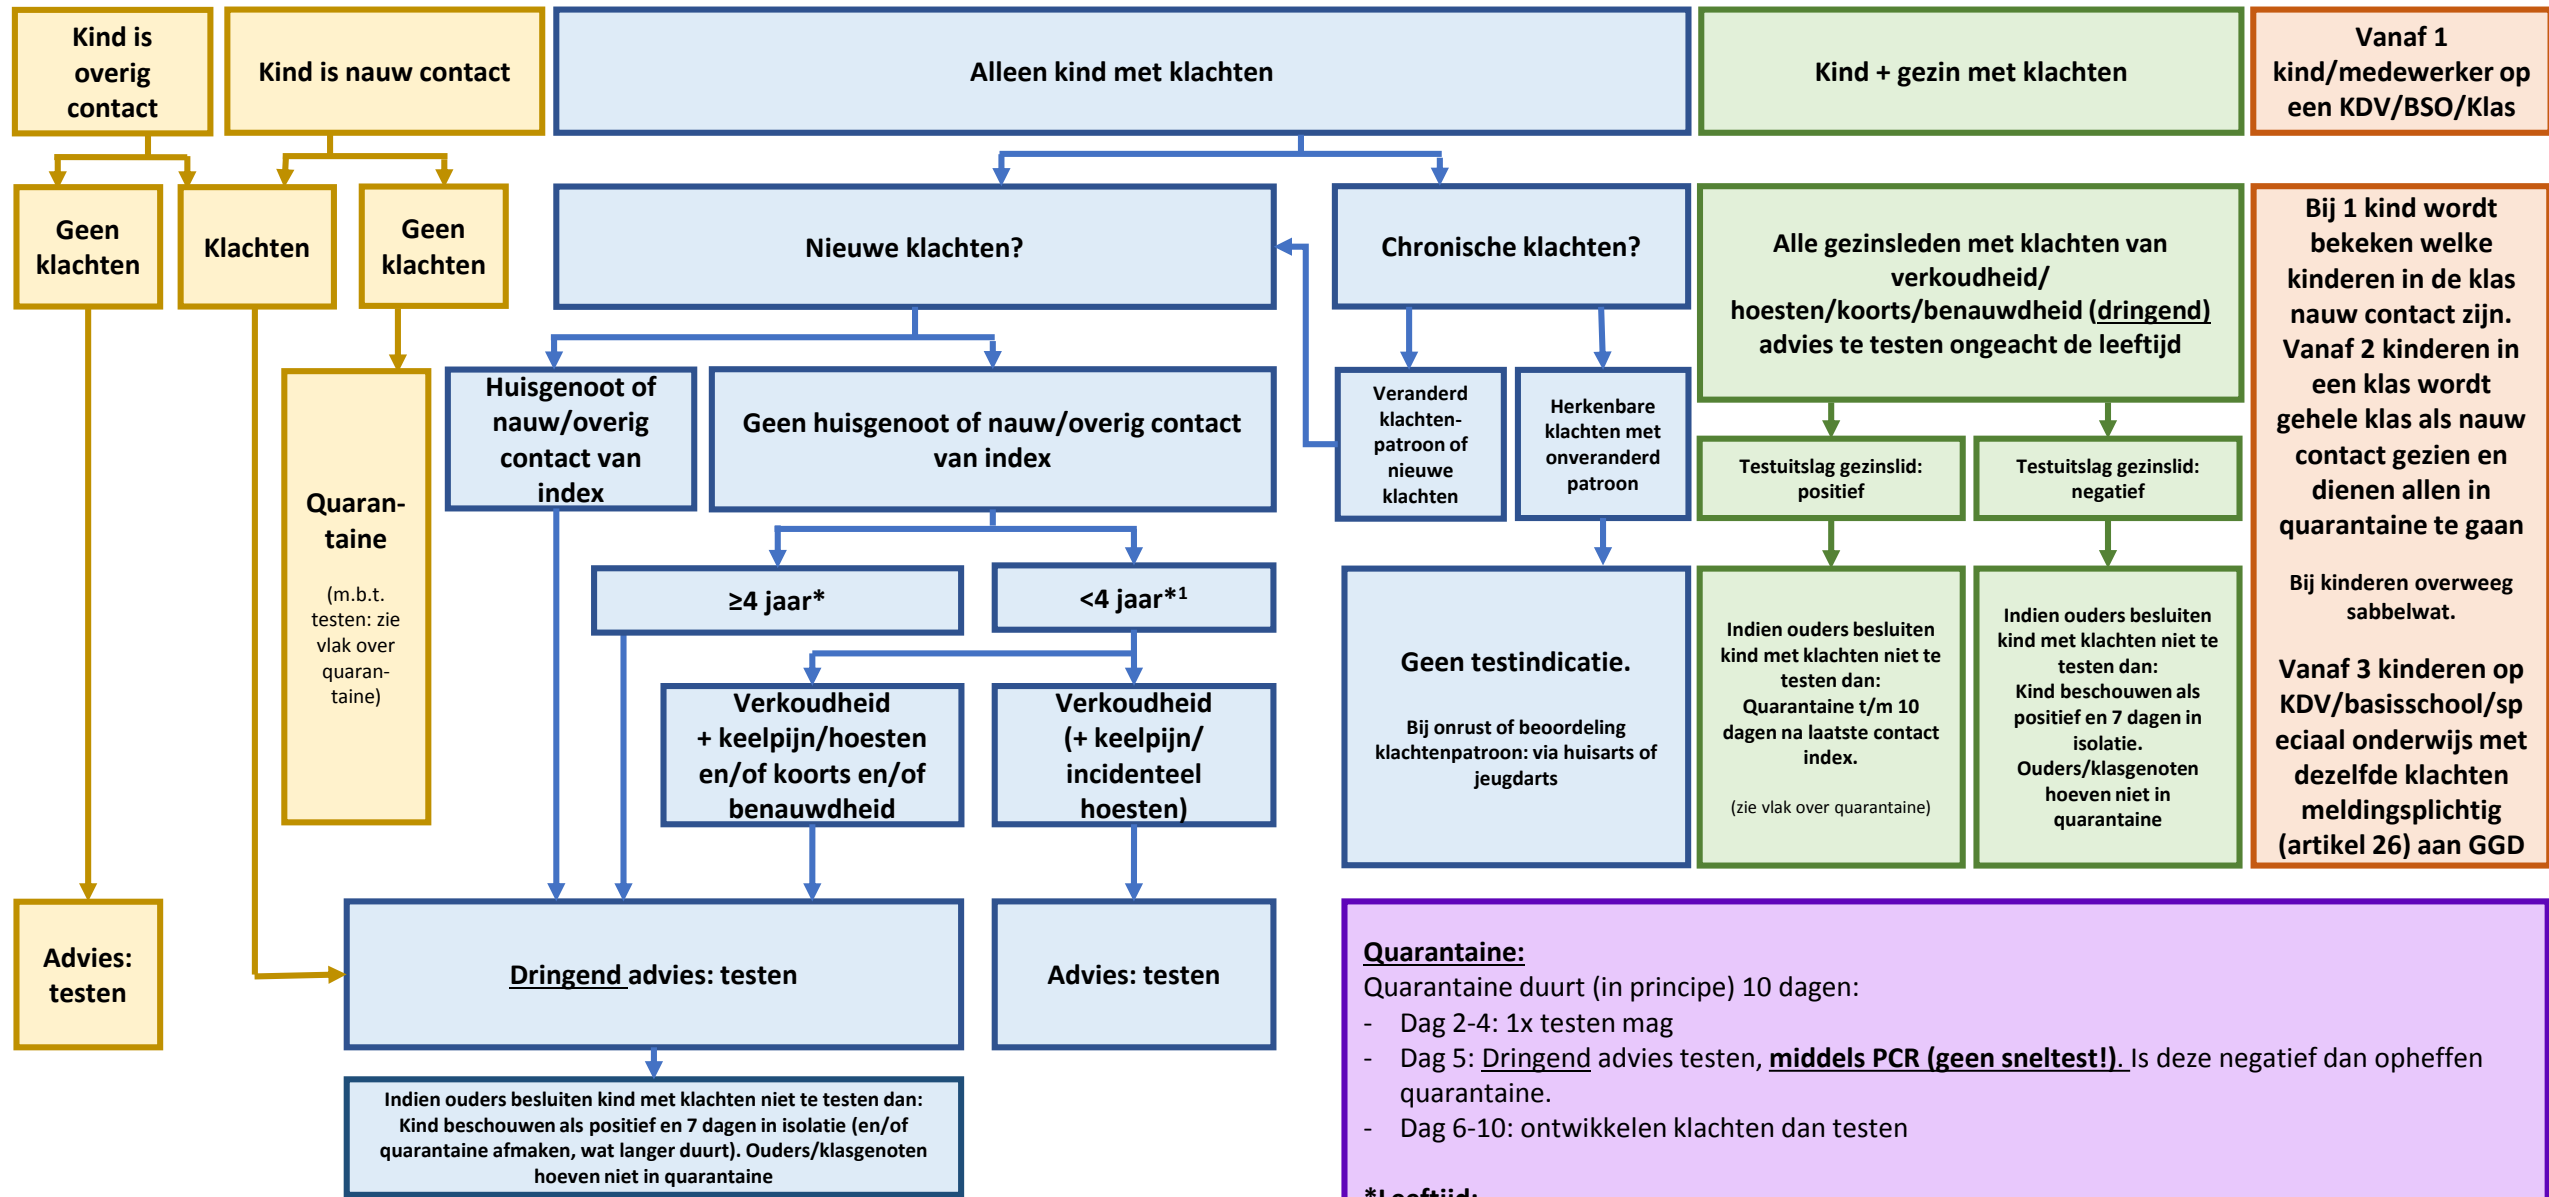 Kind is
overig
contact
Kind is nauw contact
Alleen kind met klachten
Kind + gezin met klachten
Vanaf 1
kind/medewerker op
een KDV/BSO/Klas
Geen
klachten
Klachten
Geen
klachten
Nieuwe klachten?
Chronische klachten?
Alle gezinsleden met klachten van
verkoudheid/
hoesten/koorts/benauwdheid (dringend)
advies te testen ongeacht de leeftijd
Bij 1 kind wordt
bekeken welke
kinderen in de klas
nauw contact zijn.
Vanaf 2 kinderen in
een klas wordt
gehele klas als nauw
contact gezien en
dienen allen in
quarantaine te gaan
Bij kinderen overweeg
sabbelwat.
Vanaf 3 kinderen op
KDV/basisschool/sp
eciaal onderwijs met
dezelfde klachten
meldingsplichtig
(artikel 26) aan GGD
Quaran-
taine
(m.b.t.
testen: zie
vlak over
quaran-
taine)
Huisgenoot of
nauw/overig
contact van
index
Geen huisgenoot of nauw/overig contact
van index
Veranderd
klachten-
patroon of
nieuwe
klachten
Herkenbare
klachten met
onveranderd
patroon
Testuitslag gezinslid:
positief
Testuitslag gezinslid:
negatief
≥4 jaar*
<4 jaar*1
Geen testindicatie.
Bij onrust of beoordeling
klachtenpatroon: via huisarts of
jeugdarts
Indien ouders besluiten
kind met klachten niet te
testen dan:
Quarantaine t/m 10
dagen na laatste contact
index.
(zie vlak over quarantaine)
Indien ouders besluiten
kind met klachten niet te
testen dan:
Kind beschouwen als
positief en 7 dagen in
isolatie.
Ouders/klasgenoten
hoeven niet in
quarantaine
Verkoudheid
+ keelpijn/hoesten
en/of koorts en/of
benauwdheid
Verkoudheid
(+ keelpijn/
incidenteel
hoesten)
Advies:
testen
Dringend advies: testen
Advies: testen
Indien ouders besluiten kind met klachten niet te testen dan:
Kind beschouwen als positief en 7 dagen in isolatie (en/of
quarantaine afmaken, wat langer duurt). Ouders/klasgenoten
hoeven niet in quarantaine
Quarantaine:
Quarantaine duurt (in principe) 10 dagen:
- Dag 2-4: 1x testen mag
- Dag 5: Dringend advies testen, middels PCR (geen sneltest!). Is deze negatief dan opheffen
quarantaine.
- Dag 6-10: ontwikkelen klachten dan testen
*Leeftijd: